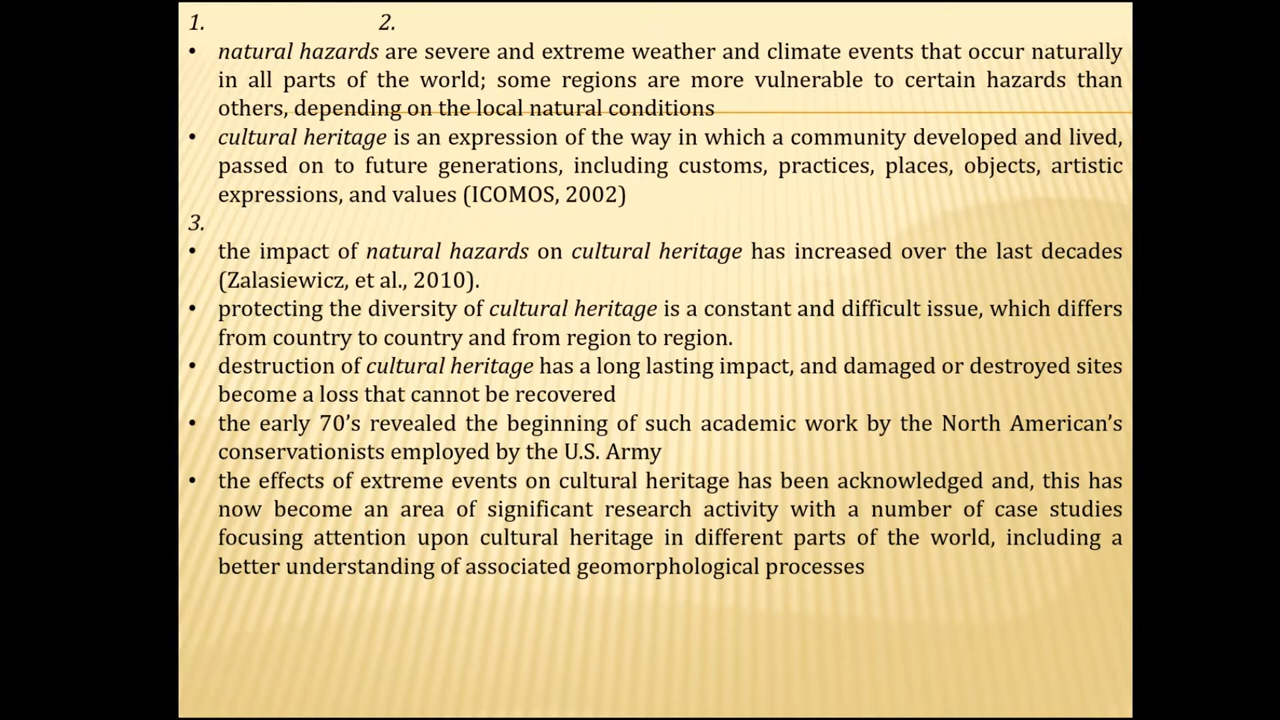 1. 2.
• natural hazards are severe and extreme weather and climate events that occur naturally
in all parts of the world; some regions are more vulnerable to certain hazards than
others, depending on the local natural conditions
• cultural heritage is an expression of the way in which a community developed and lived,
passed on to future generations, including customs, practices, places, objects, artistic
expressions, and values (ICOMOS, 2002)
3.
• the impact of natural hazards on cultural heritage has increased over the last decades
(Zalasiewicz, et al., 2010).
• protecting the diversity of cultural heritage is a constant and difficult issue, which differs
from country to country and from region to region.
• destruction of cultural heritage has a long lasting impact, and damaged or destroyed sites
become a loss that cannot be recovered
• the early 70’s revealed the beginning of such academic work by the North American’s
conservationists employed by the U.S. Army
• the effects of extreme events on cultural heritage has been acknowledged and, this has
now become an area of significant research activity with a number of case studies
focusing attention upon cultural heritage in different parts of the world, including a
better understanding of associated geomorphological processes